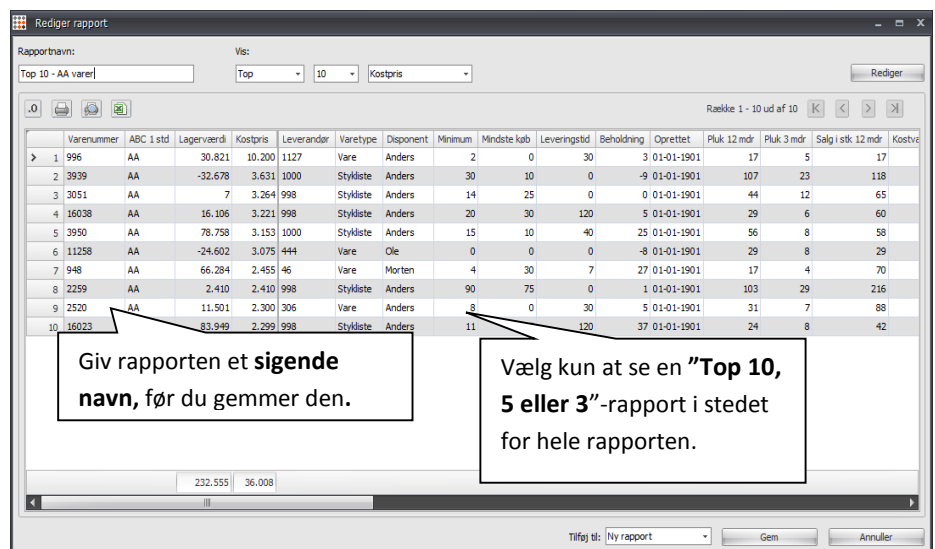 Rediger rapport
Rapportnavn: Vis:
Top 10 - AA varer Top 10 Kostpris Rediger
.0 Række 1 - 10 ud af 10
Varenummer ABC 1 std Lagerværdi Kostpris Leverandør Varetype Disponent Minimum Mindste køb Leveringstid Beholdning Oprettet Pluk 12 mdr Pluk 3 mdr Salg i stk 12 mdr Kostva
1 996 AA 30.821 10.200 1127 Vare Anders 2 0 30 3 01-01-1901 17 5 17
2 3939 AA -32.678 3.631 1000 Stykliste Anders 30 10 0 -9 01-01-1901 107 23 118
3 3051 AA 7 3.264 998 Stykliste Anders 14 25 0 0 01-01-1901 44 12 65
4 16038 AA 16.106 3.221 998 Stykliste Anders 20 30 120 5 01-01-1901 29 6 60
5 3950 AA 78.758 3.153 1000 Stykliste Anders 15 10 40 25 01-01-1901 56 8 58
6 11258 AA -24.602 3.075 444 Vare Ole 0 0 0 -8 01-01-1901 29 8 29
7 948 AA 66.284 2.455 46 Vare Morten 4 30 7 27 01-01-1901 17 4 70
8 2259 AA 2.410 2.410 998 Stykliste Anders 90 75 0 1 01-01-1901 103 29 216
9 2520 AA 11.501 2.300 306 Vare Anders 8 0 30 5 01-01-1901 31 7 88
10 16023 83.949 2.299 998 Stykliste Anders 11 120 37 01-01-1901 24 8 42
Giv rapporten et sigende
navn, før du gemmer den.
Vælg kun at se en ”Top 10,
5 eller 3”-rapport i stedet
for hele rapporten.
232.555 36.008
Tilføj til: Ny rapport Gem Annuller